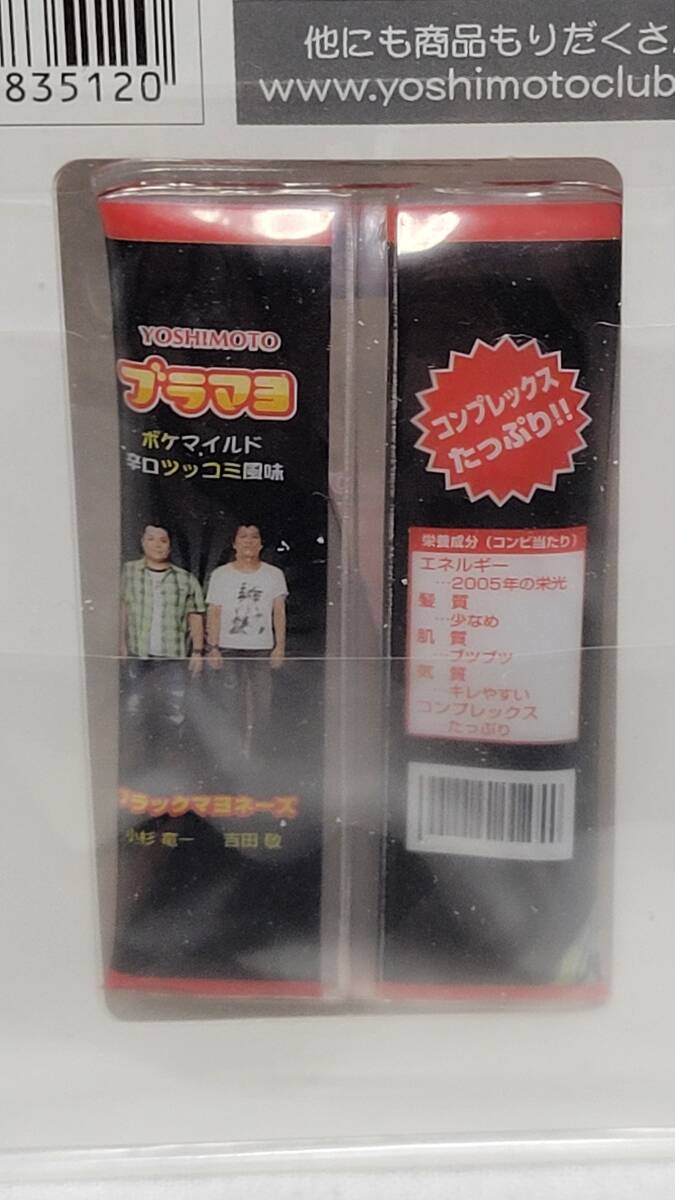 835120
他にも商品もりだくさん
www.yoshimotoclub
YOSHIMOTO
ブラマヨ
ボケマイルド
辛口ツッコミ風味
ブラックマヨネーズ
小杉 竜一 吉田 敬
コンプレックス
たっぷり!!
栄養成分（コンビ当たり）
エネルギー
…2005年の栄光
髪 質
…少なめ
肌 質
…ブツブツ
気 質
…キレやすい
コンプレックス
たっぷり